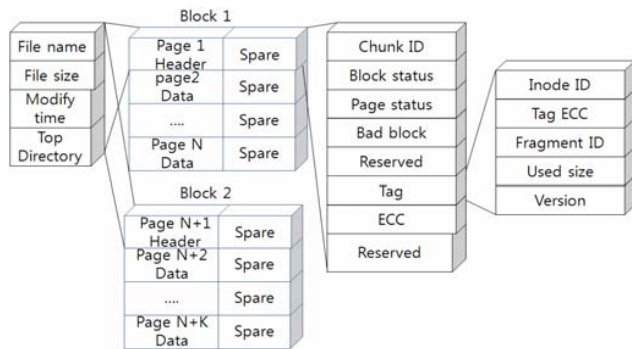 Block 1
File name
File size
Modify
time
Top
Directory
Page 1
Header
Spare
page2
Data
Spare
....
Spare
Page N
Data
Spare
Block 2
Page N+1
Header
Spare
Page N+2
Data
Spare
....
Spare
Page N+K
Data
Spare
Chunk ID
Block status
Page status
Bad block
Reserved
Tag
ECC
Reserved
Inode ID
Tag ECC
Fragment ID
Used size
Version